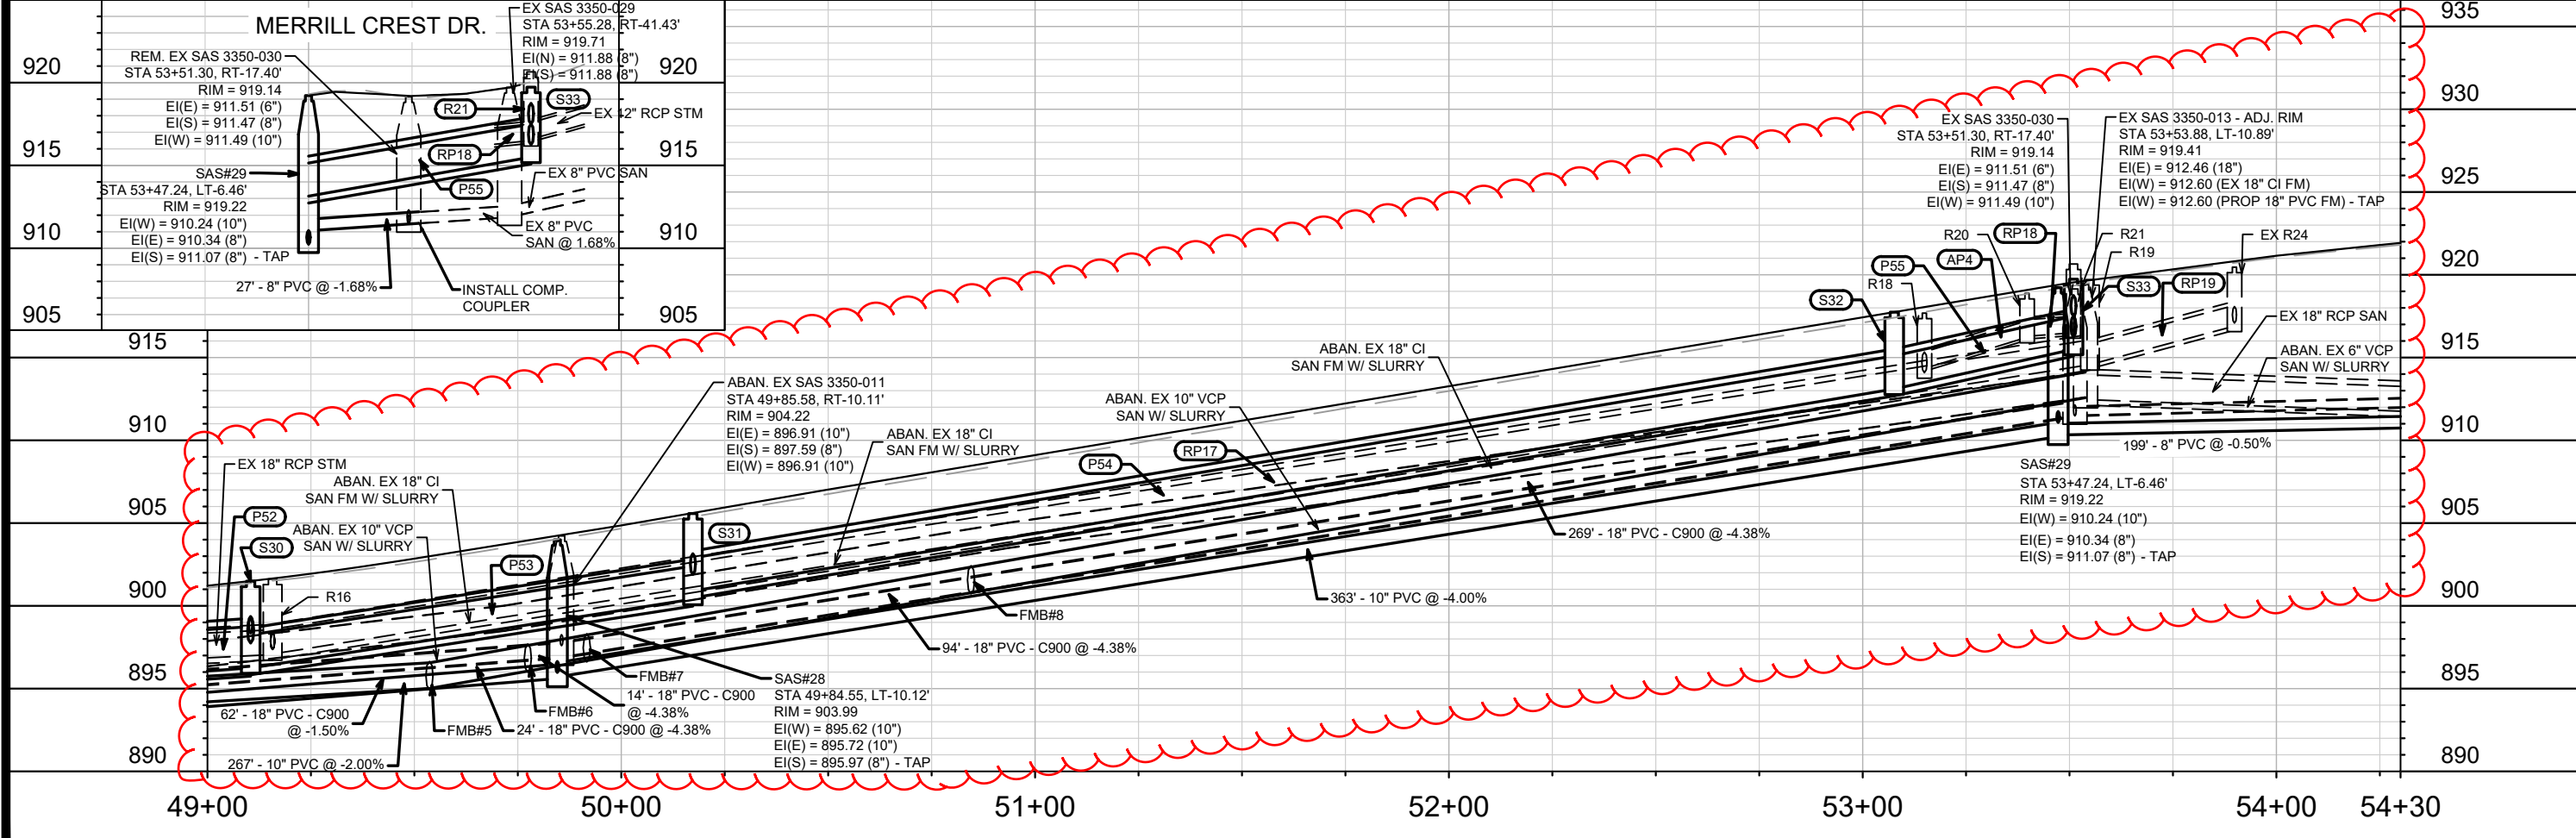 MERRILL CREST DR.
EX SAS 3350-029
STA 53+55.28, RT-41.43'
RIM = 919.71
EI(N) = 911.88 (8")
EI(S) = 911.88 (8")
REM. EX SAS 3350-030
STA 53+51.30, RT-17.40'
RIM = 919.14
EI(E) = 911.51 (6")
EI(S) = 911.47 (8")
EI(W) = 911.49 (10")
SAS#29
STA 53+47.24, LT-6.46'
RIM = 919.22
EI(W) = 910.24 (10")
EI(E) = 910.34 (8")
EI(S) = 911.07 (8") - TAP
27' - 8" PVC @ -1.68%
R21
S33
EX 12" RCP STM
RP18
P55
EX 8" PVC SAN
EX 8" PVC
SAN @ 1.68%
INSTALL COMP.
COUPLER
920
915
910
905
920
915
910
905
915
910
905
900
895
890
EX 18" RCP STM
P52
S30
ABAN. EX 18" CI
SAN FM W/ SLURRY
ABAN. EX 10" VCP
SAN W/ SLURRY
R16
P53
62' - 18" PVC - C900
@ -1.50%
267' - 10" PVC @ -2.00%
FMB#5
FMB#6
24' - 18" PVC - C900 @ -4.38%
FMB#7
14' - 18" PVC - C900
@ -4.38%
ABAN. EX SAS 3350-011
STA 49+85.58, RT-10.11'
RIM = 904.22
EI(E) = 896.91 (10")
EI(S) = 897.59 (8")
EI(W) = 896.91 (10")
S31
SAS#28
STA 49+84.55, LT-10.12'
RIM = 903.99
EI(W) = 895.62 (10")
EI(E) = 895.72 (10")
EI(S) = 895.97 (8") - TAP
ABAN. EX 18" CI
SAN FM W/ SLURRY
FMB#8
94' - 18" PVC - C900 @ -4.38%
P54
RP17
ABAN. EX 10" VCP
SAN W/ SLURRY
ABAN. EX 18" CI
SAN FM W/ SLURRY
363' - 10" PVC @ -4.00%
269' - 18" PVC - C900 @ -4.38%
S32
R18
P55
AP4
R20
RP18
EX SAS 3350-030
STA 53+51.30, RT-17.40'
RIM = 919.14
EI(E) = 911.51 (6")
EI(S) = 911.47 (8")
EI(W) = 911.49 (10")
EX SAS 3350-013 - ADJ. RIM
STA 53+53.88, LT-10.89'
RIM = 919.41
EI(E) = 912.46 (18")
EI(W) = 912.60 (EX 18" CI FM)
EI(W) = 912.60 (PROP 18" PVC FM) - TAP
R21
R19
S33
RP19
EX R24
EX 18" RCP SAN
ABAN. EX 6" VCP
SAN W/ SLURRY
199' - 8" PVC @ -0.50%
SAS#29
STA 53+47.24, LT-6.46'
RIM = 919.22
EI(W) = 910.24 (10")
EI(E) = 910.34 (8")
EI(S) = 911.07 (8") - TAP
935
930
925
920
915
910
905
900
895
890
49+00
50+00
51+00
52+00
53+00
54+00
54+30